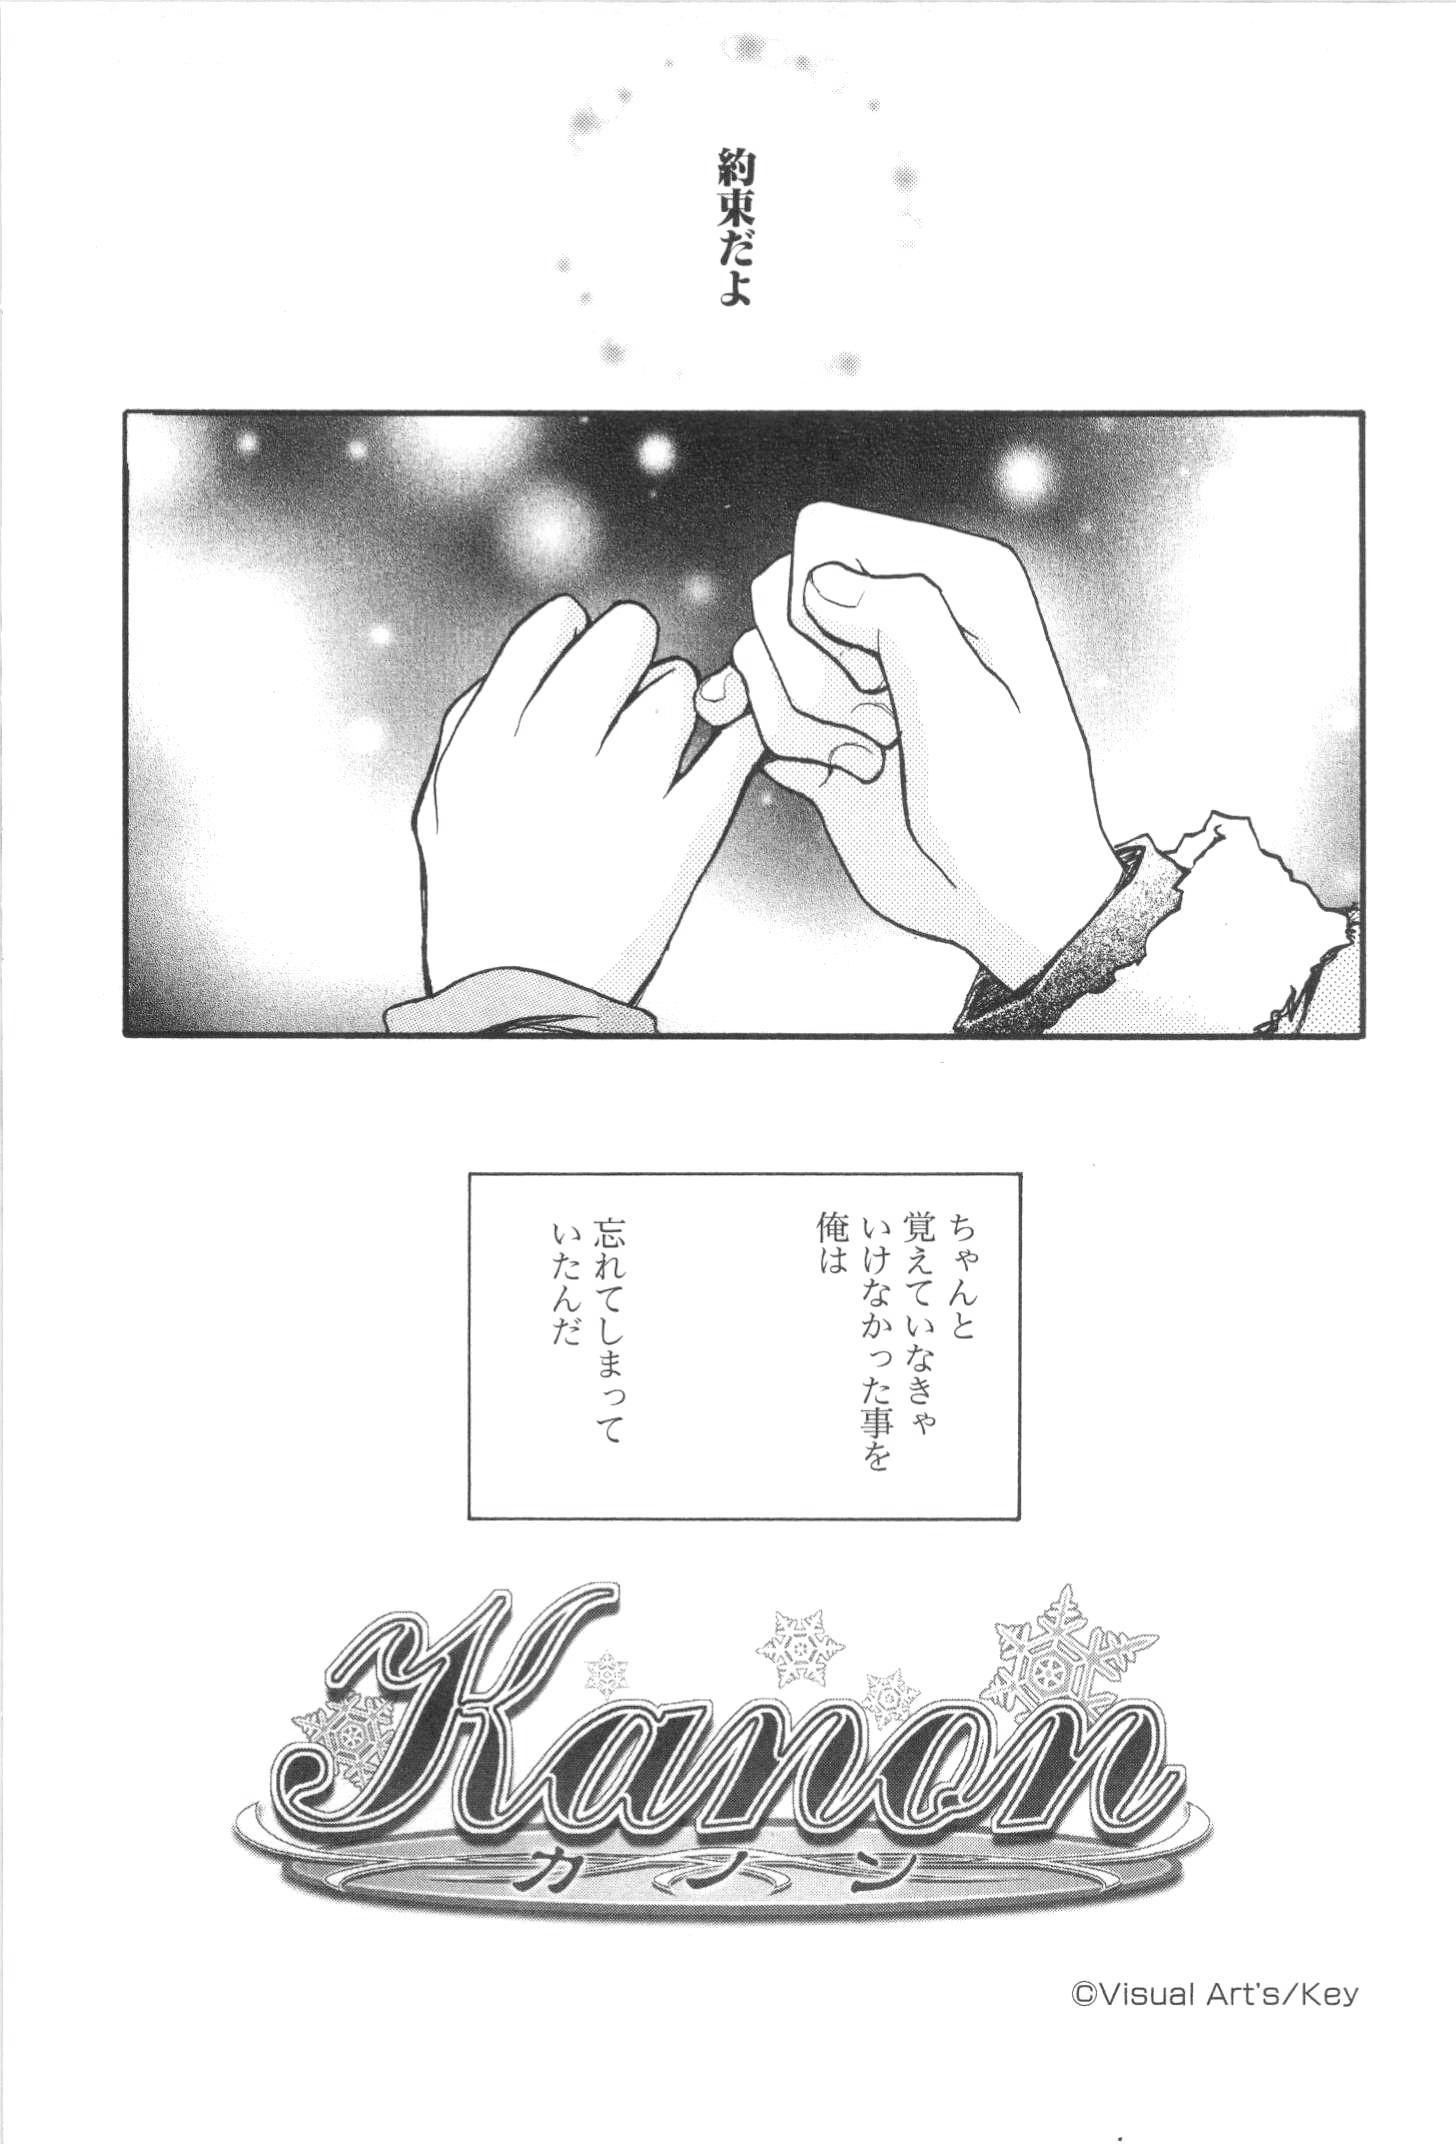 約束だよ
ちゃんと
覚えていなきゃ
いけなかった事を
俺は
忘れてしまって
いたんだ
Kanon
カノン
©Visual Art's/Key